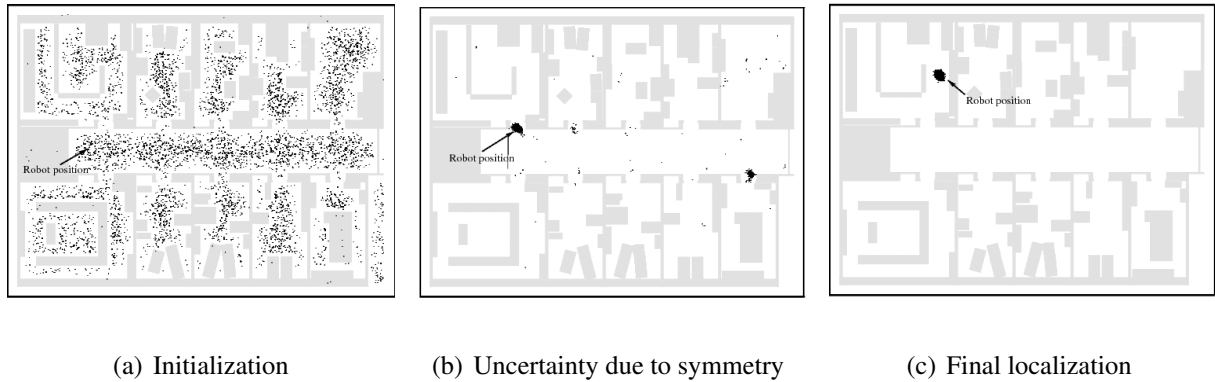 Robot position
Robot position
Robot position
(a) Initialization
(b) Uncertainty due to symmetry
(c) Final localization